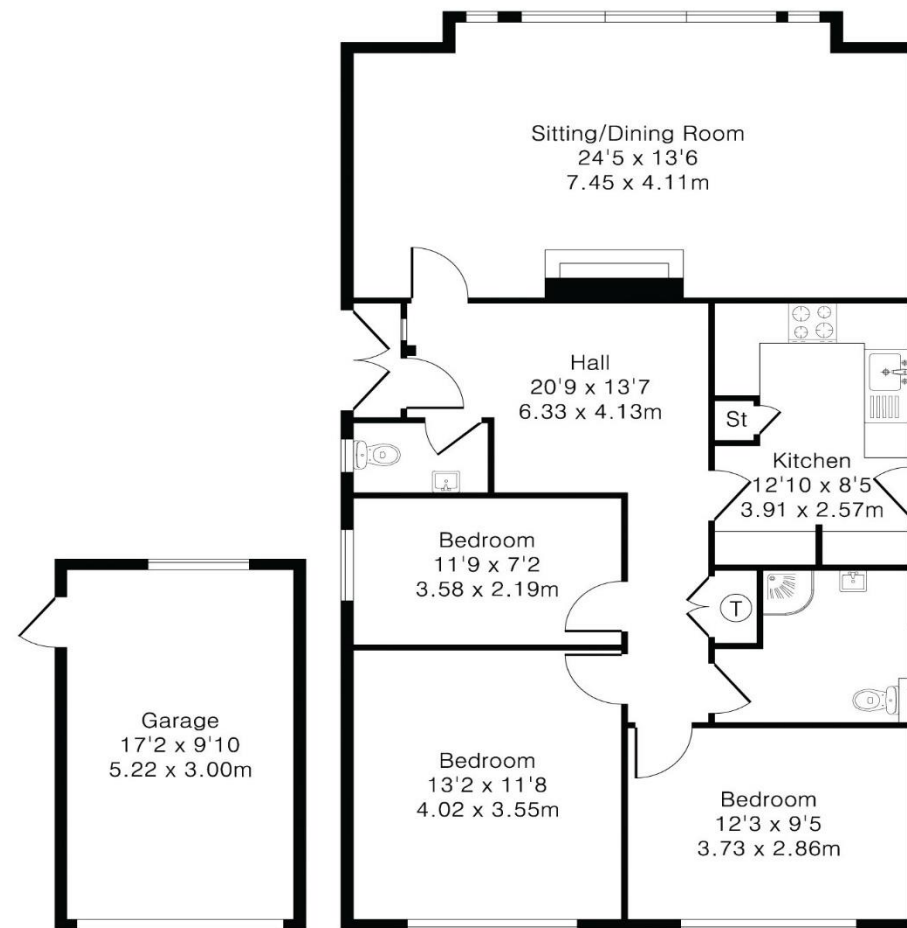 Sitting/Dining Room
24'5 x 13'6
7.45 x 4.11m
Hall
20'9 x 13'7
6.33 x 4.13m
St
Kitchen
12'10 x 8'5
3.91 x 2.57m
Bedroom
11'9 x 7'2
3.58 x 2.19m
T
Garage
17'2 x 9'10
5.22 x 3.00m
Bedroom
13'2 x 11'8
4.02 x 3.55m
Bedroom
12'3 x 9'5
3.73 x 2.86m